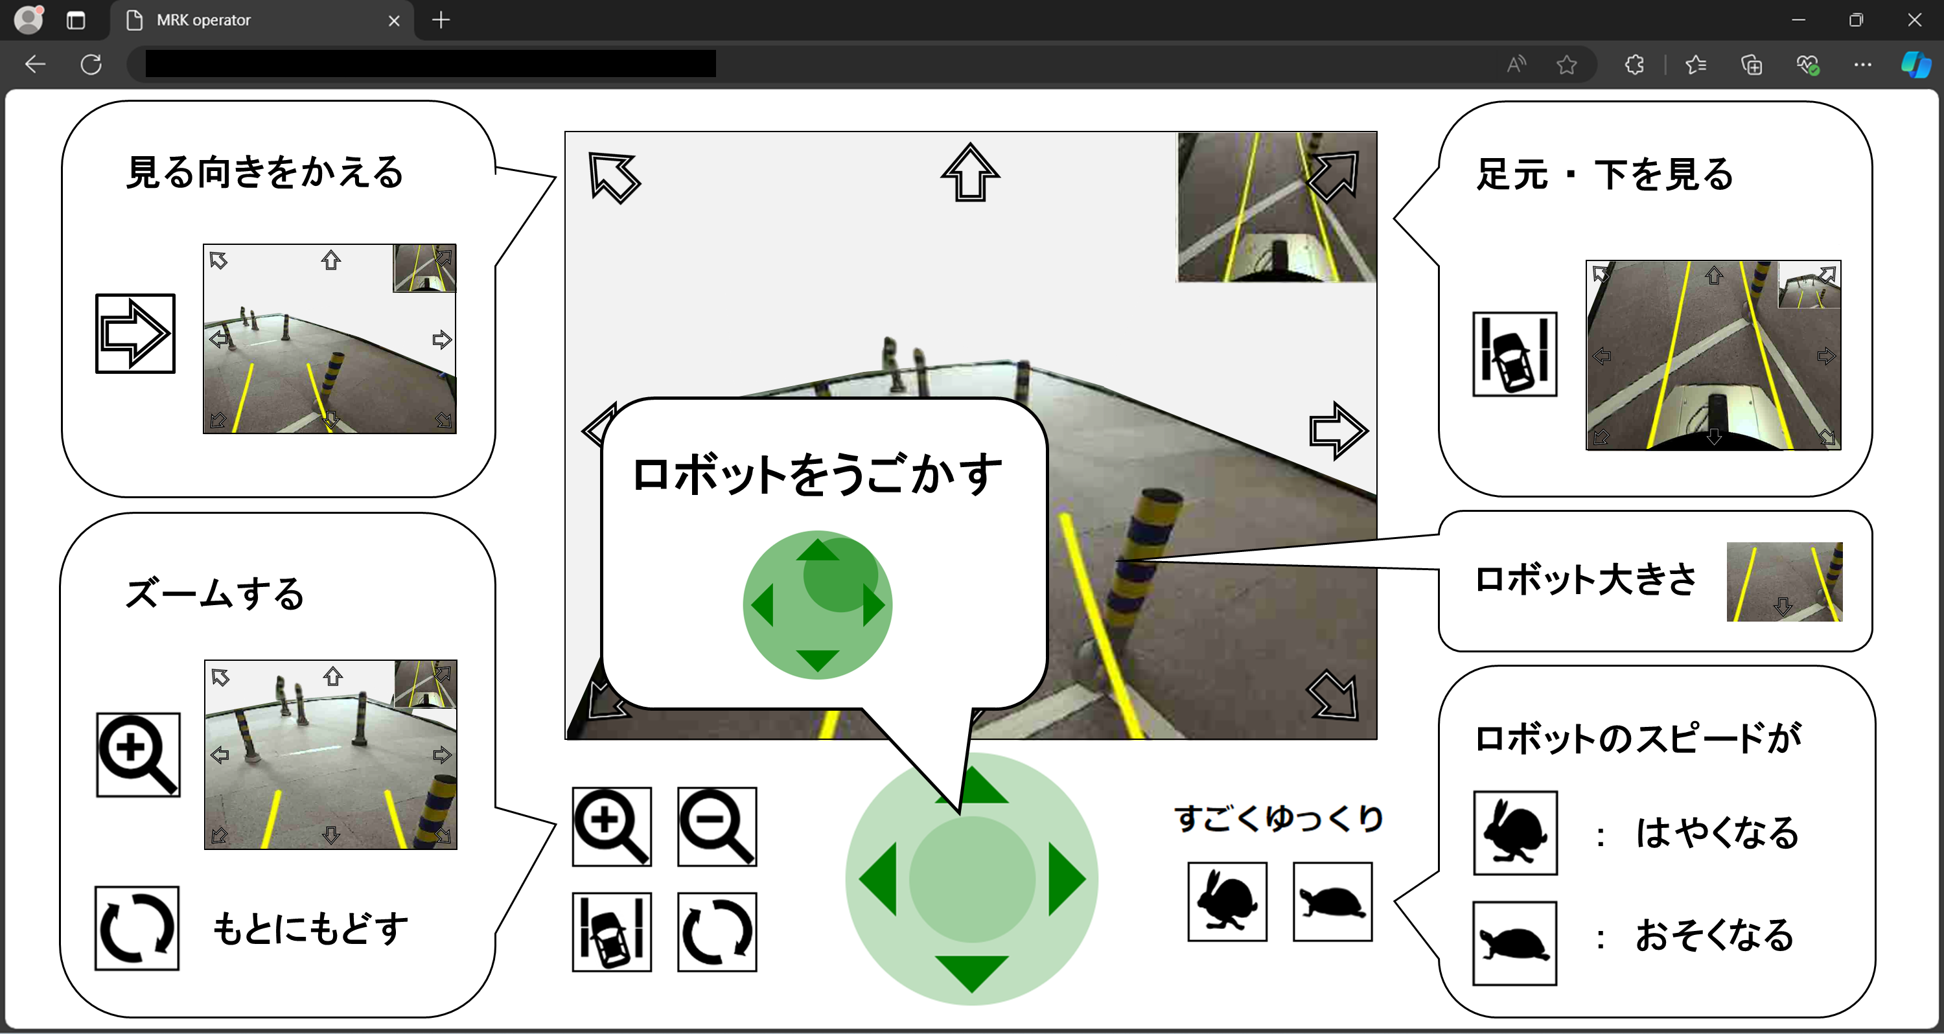 MRK operator
見る向きをかえる
足元・下を見る
ロボットをうごかす
ロボット大きさ
ズームする
もとにもどす
すごくゆっくり
ロボットのスピードが
： はやくなる
： おそくなる